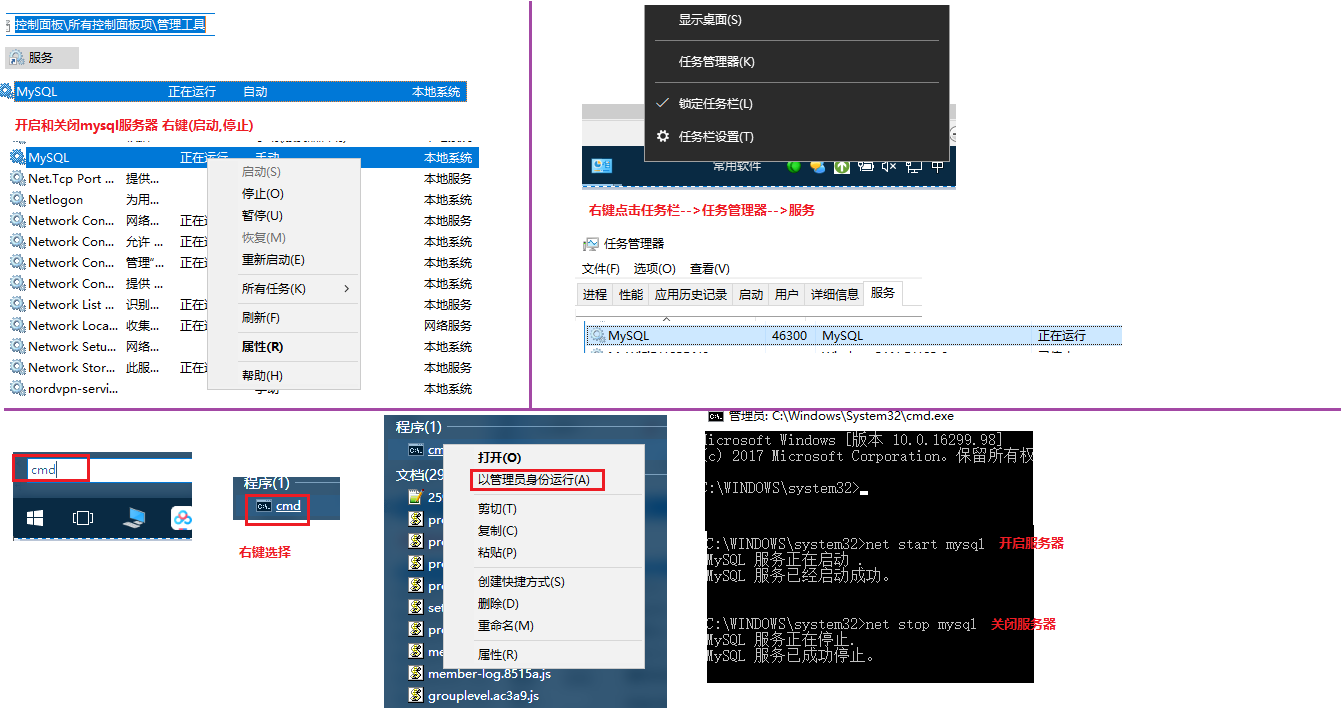 控制面板\所有控制面板项\管理工具
服务
MySQL 正在运行 自动 本地系统
开启和关闭mysql服务器 右键(启动,停止)
MySQL 正在运行 手动 本地系统
Net.Tcp Port ... 提供... 本地服务
Netlogon 为用... 本地系统
Network Con... 网络... 正在 本地服务
Network Con... 允许 ... 正在 本地系统
Network Con... 管理“... 正在 本地系统
Network Con... 提供 ... 本地系统
Network List ... 识别... 正在 本地服务
Network Loca... 收集... 正在 网络服务
Network Setu... 网络... 本地系统
Network Stor... 此服... 正在 本地服务
nordvpn-servi... 手动 本地系统
启动(S)
停止(O)
暂停(U)
恢复(M)
重新启动(E)
所有任务(K)
刷新(F)
属性(R)
帮助(H)
显示桌面(S)
任务管理器(K)
锁定任务栏(L)
任务栏设置(T)
常用软件 中
右键点击任务栏-->任务管理器-->服务
任务管理器
文件(F) 选项(O) 查看(V)
进程 性能 应用历史记录 启动 用户 详细信息 服务
MySQL 46300 MySQL 正在运行
cmd
程序(1)
cmd
右键选择
程序(1)
cm
文档(29
25
pre
pro
pro
set
pro
me
member-log.8515a.js
grouplevel.ac3a9.js
打开(O)
以管理员身份运行(A)
剪切(T)
复制(C)
粘贴(P)
创建快捷方式(S)
删除(D)
重命名(M)
属性(R)
管理员: C:\Windows\System32\cmd.exe
Microsoft Windows [版本 10.0.16299.98]
(c) 2017 Microsoft Corporation。保留所有权
C:\WINDOWS\system32>
C:\WINDOWS\system32>net start mysql 开启服务器
MySQL 服务正在启动 .
MySQL 服务已经启动成功。
C:\WINDOWS\system32>net stop mysql 关闭服务器
MySQL 服务正在停止.
MySQL 服务已成功停止。